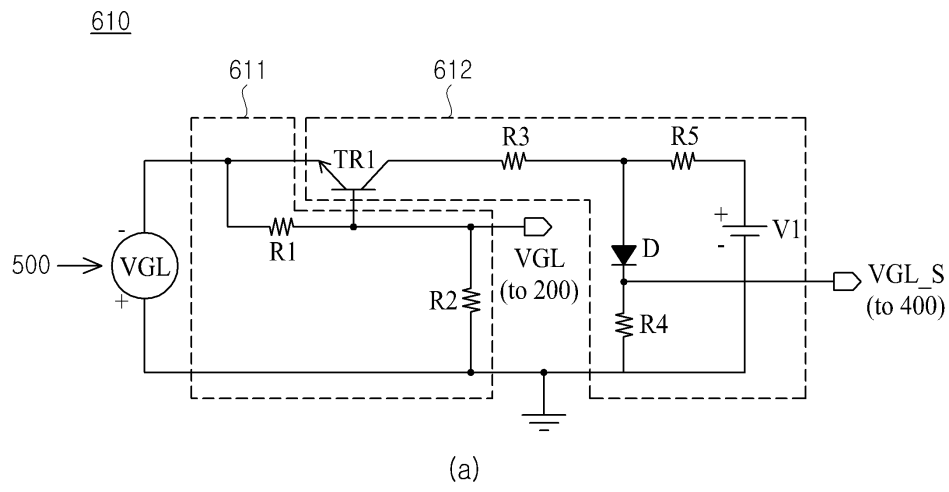 610
611
612
TR1
R3
R5
R1
-
+
VGL
500
VGL
(to 200)
R2
D
+
-
V1
VGL_S
(to 400)
R4
(a)